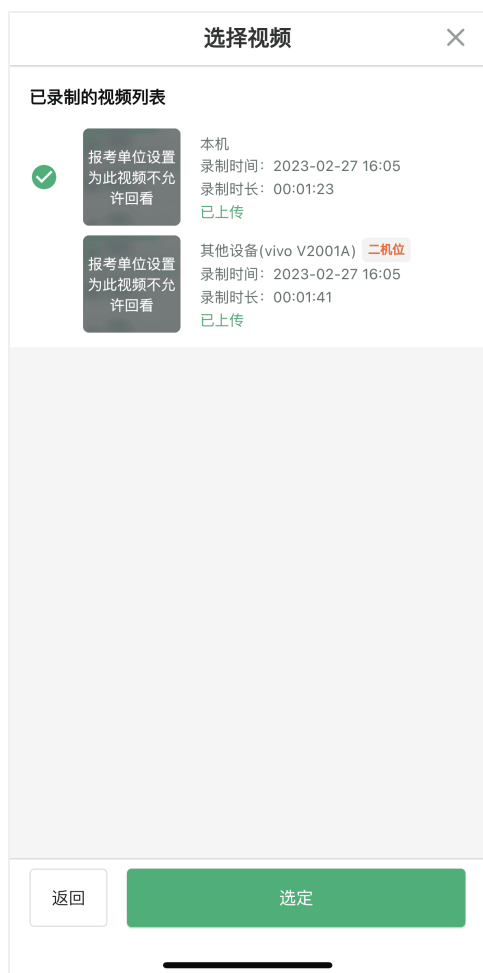 选择视频
已录制的视频列表
报考单位设置
为此视频不允
许回看
本机
录制时间：2023-02-27 16:05
录制时长：00:01:23
已上传
报考单位设置
为此视频不允
许回看
其他设备(vivo V2001A) 二机位
录制时间：2023-02-27 16:05
录制时长：00:01:41
已上传
返回
选定